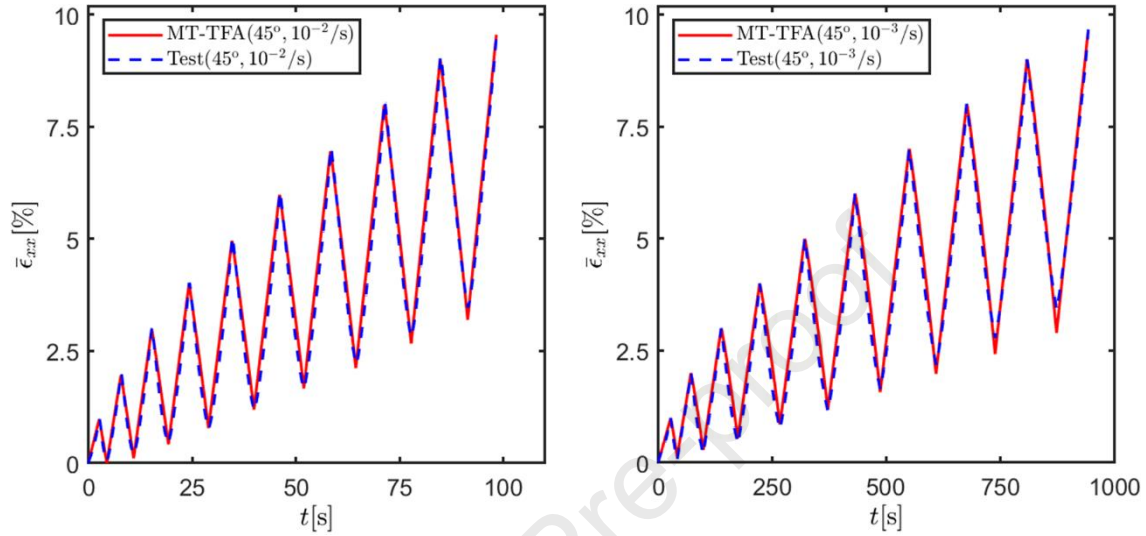 MT-TFA(45°, 10⁻²/s)
Test(45°, 10⁻²/s)
10
7.5
5
2.5
0
ε̄ₓₓ[%]
0 25 50 75 100
t[s]
MT-TFA(45°, 10⁻³/s)
Test(45°, 10⁻³/s)
10
7.5
5
2.5
0
ε̄ₓₓ[%]
0 250 500 750 1000
t[s]
Pre-proof